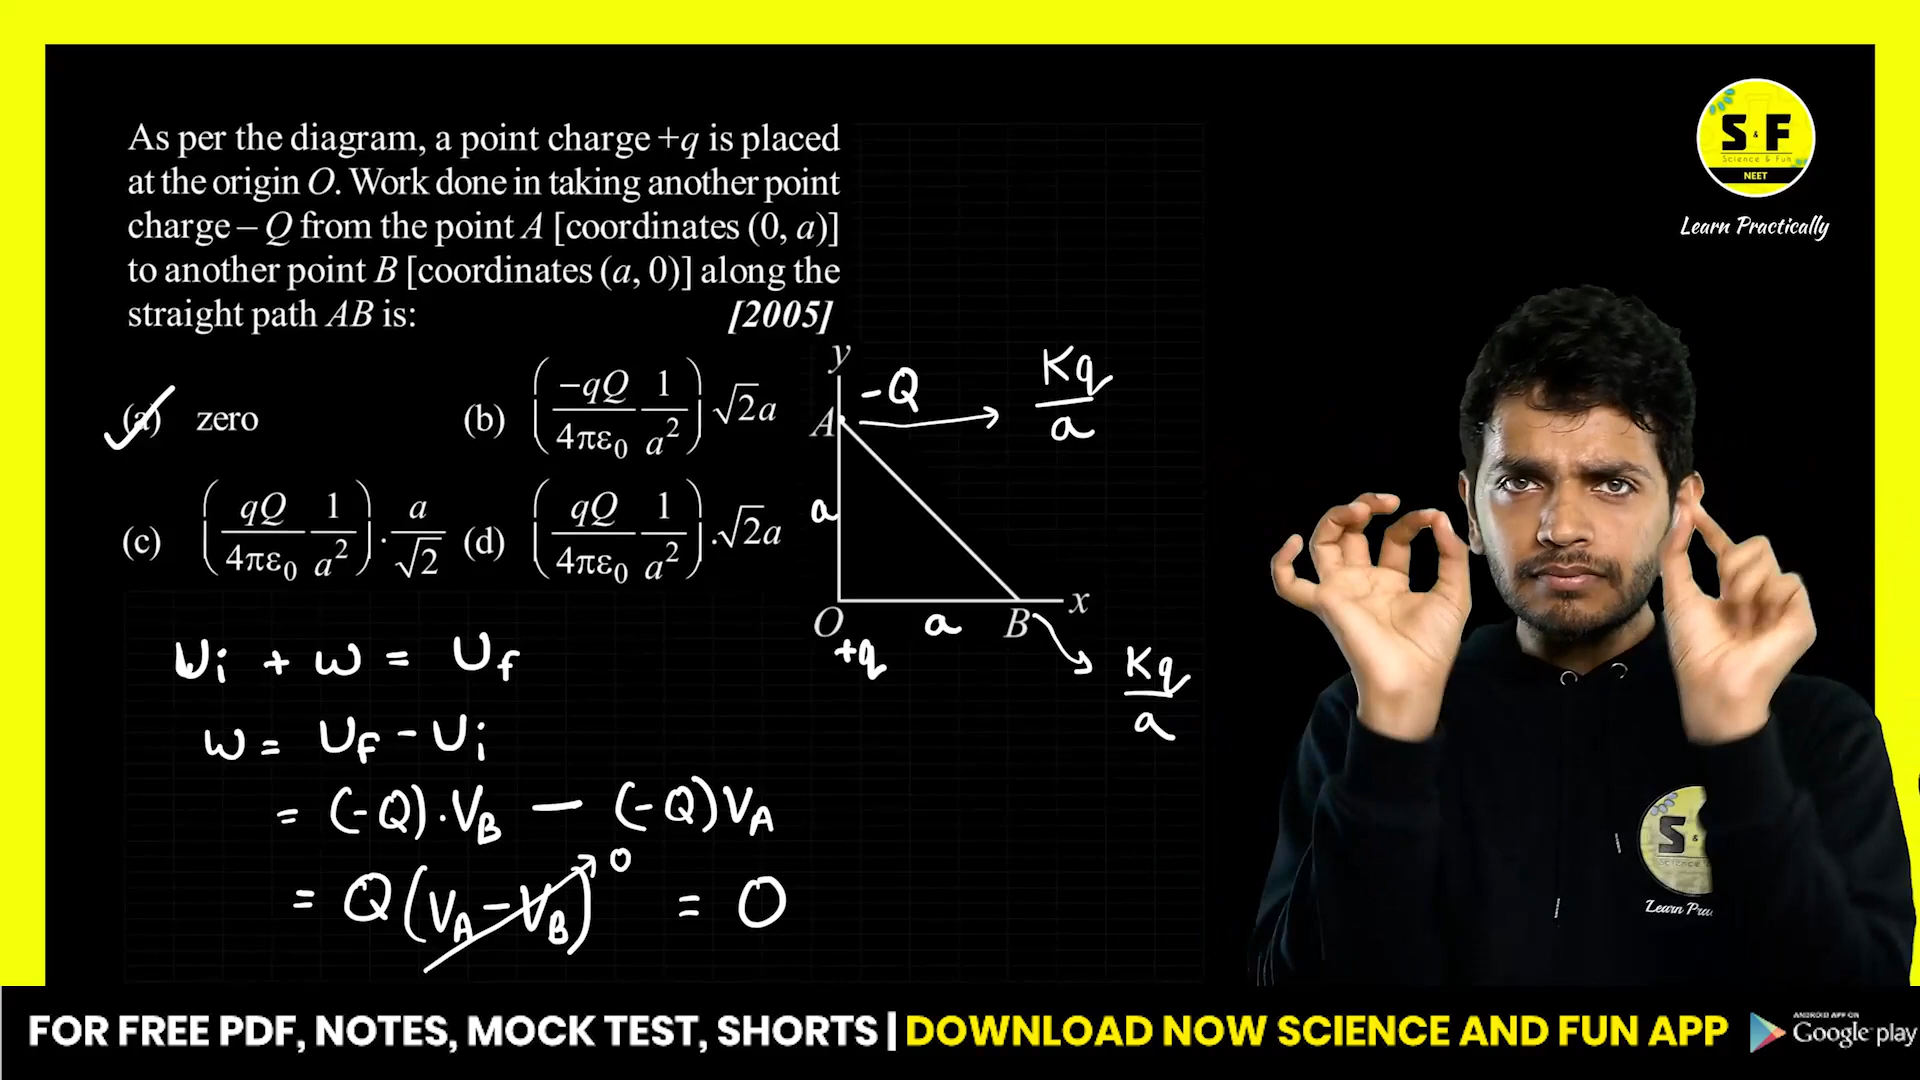 As per the diagram, a point charge +q is placed
at the origin O. Work done in taking another point
charge – Q from the point A [coordinates (0, a)]
to another point B [coordinates (a, 0)] along the
straight path AB is: [2005]
(a) zero
(b) (−qQ/4πε₀ 1/a²) √2a
(c) (qQ/4πε₀ 1/a²) · a/√2
(d) (qQ/4πε₀ 1/a²) .√2a
y
-Q
Kq/a
A
a
O
a
B
x
+q
Kq/a
Ui + w = Uf
w = Uf - Ui
= (-Q).VB — (-Q)VA
= Q(VA-VB) 0 = 0
S & F
Science & Fun
NEET
Learn Practically
S &
FOR FREE PDF, NOTES, MOCK TEST, SHORTS | DOWNLOAD NOW SCIENCE AND FUN APP
ANDROID APP ON
Google play